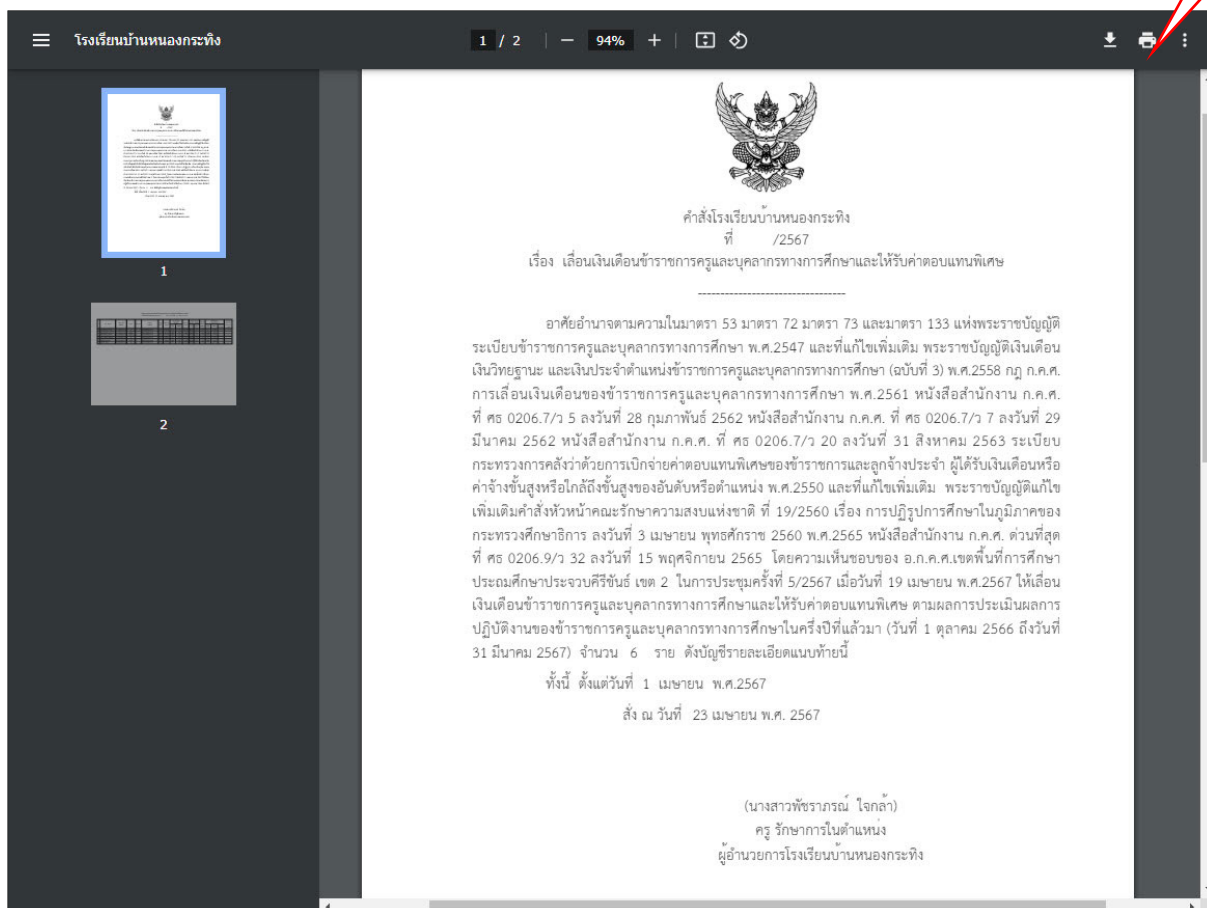 โรงเรียนบ้านหนองกระทิง
1 / 2
94%
1
2
คำสั่งโรงเรียนบ้านหนองกระทิง
ที่ /2567
เรื่อง เลื่อนเงินเดือนข้าราชการครูและบุคลากรทางการศึกษาและให้รับค่าตอบแทนพิเศษ
---------------------------------
อาศัยอำนาจตามความในมาตรา 53 มาตรา 72 มาตรา 73 และมาตรา 133 แห่งพระราชบัญญัติ
ระเบียบข้าราชการครูและบุคลากรทางการศึกษา พ.ศ.2547 และที่แก้ไขเพิ่มเติม พระราชบัญญัติเงินเดือน
เงินวิทยฐานะ และเงินประจำตำแหน่งข้าราชการครูและบุคลากรทางการศึกษา (ฉบับที่ 3) พ.ศ.2558 กฎ ก.ค.ศ.
การเลื่อนเงินเดือนของข้าราชการครูและบุคลากรทางการศึกษา พ.ศ.2561 หนังสือสำนักงาน ก.ค.ศ.
ที่ ศธ 0206.7/ว 5 ลงวันที่ 28 กุมภาพันธ์ 2562 หนังสือสำนักงาน ก.ค.ศ. ที่ ศธ 0206.7/ว 7 ลงวันที่ 29
มีนาคม 2562 หนังสือสำนักงาน ก.ค.ศ. ที่ ศธ 0206.7/ว 20 ลงวันที่ 31 สิงหาคม 2563 ระเบียบ
กระทรวงการคลังว่าด้วยการเบิกจ่ายค่าตอบแทนพิเศษของข้าราชการและลูกจ้างประจำ ผู้ได้รับเงินเดือนหรือ
ค่าจ้างขั้นสูงหรือใกล้ถึงขั้นสูงของอันดับหรือตำแหน่ง พ.ศ.2550 และที่แก้ไขเพิ่มเติม พระราชบัญญัติแก้ไข
เพิ่มเติมคำสั่งหัวหน้าคณะรักษาความสงบแห่งชาติ ที่ 19/2560 เรื่อง การปฏิรูปการศึกษาในภูมิภาคของ
กระทรวงศึกษาธิการ ลงวันที่ 3 เมษายน พุทธศักราช 2560 พ.ศ.2565 หนังสือสำนักงาน ก.ค.ศ. ด่วนที่สุด
ที่ ศธ 0206.9/ว 32 ลงวันที่ 15 พฤศจิกายน 2565 โดยความเห็นชอบของ อ.ก.ค.ศ.เขตพื้นที่การศึกษา
ประถมศึกษาประจวบคีรีขันธ์ เขต 2 ในการประชุมครั้งที่ 5/2567 เมื่อวันที่ 19 เมษายน พ.ศ.2567 ให้เลื่อน
เงินเดือนข้าราชการครูและบุคลากรทางการศึกษาและให้รับค่าตอบแทนพิเศษ ตามผลการประเมินผลการ
ปฏิบัติงานของข้าราชการครูและบุคลากรทางการศึกษาในครึ่งปีที่แล้วมา (วันที่ 1 ตุลาคม 2566 ถึงวันที่
31 มีนาคม 2567) จำนวน 6 ราย ดังบัญชีรายละเอียดแนบท้ายนี้
ทั้งนี้ ตั้งแต่วันที่ 1 เมษายน พ.ศ.2567
สั่ง ณ วันที่ 23 เมษายน พ.ศ. 2567
(นางสาวพัชราภรณ์ ใจกล้า)
ครู รักษาการในตำแหน่ง
ผู้อำนวยการโรงเรียนบ้านหนองกระทิง